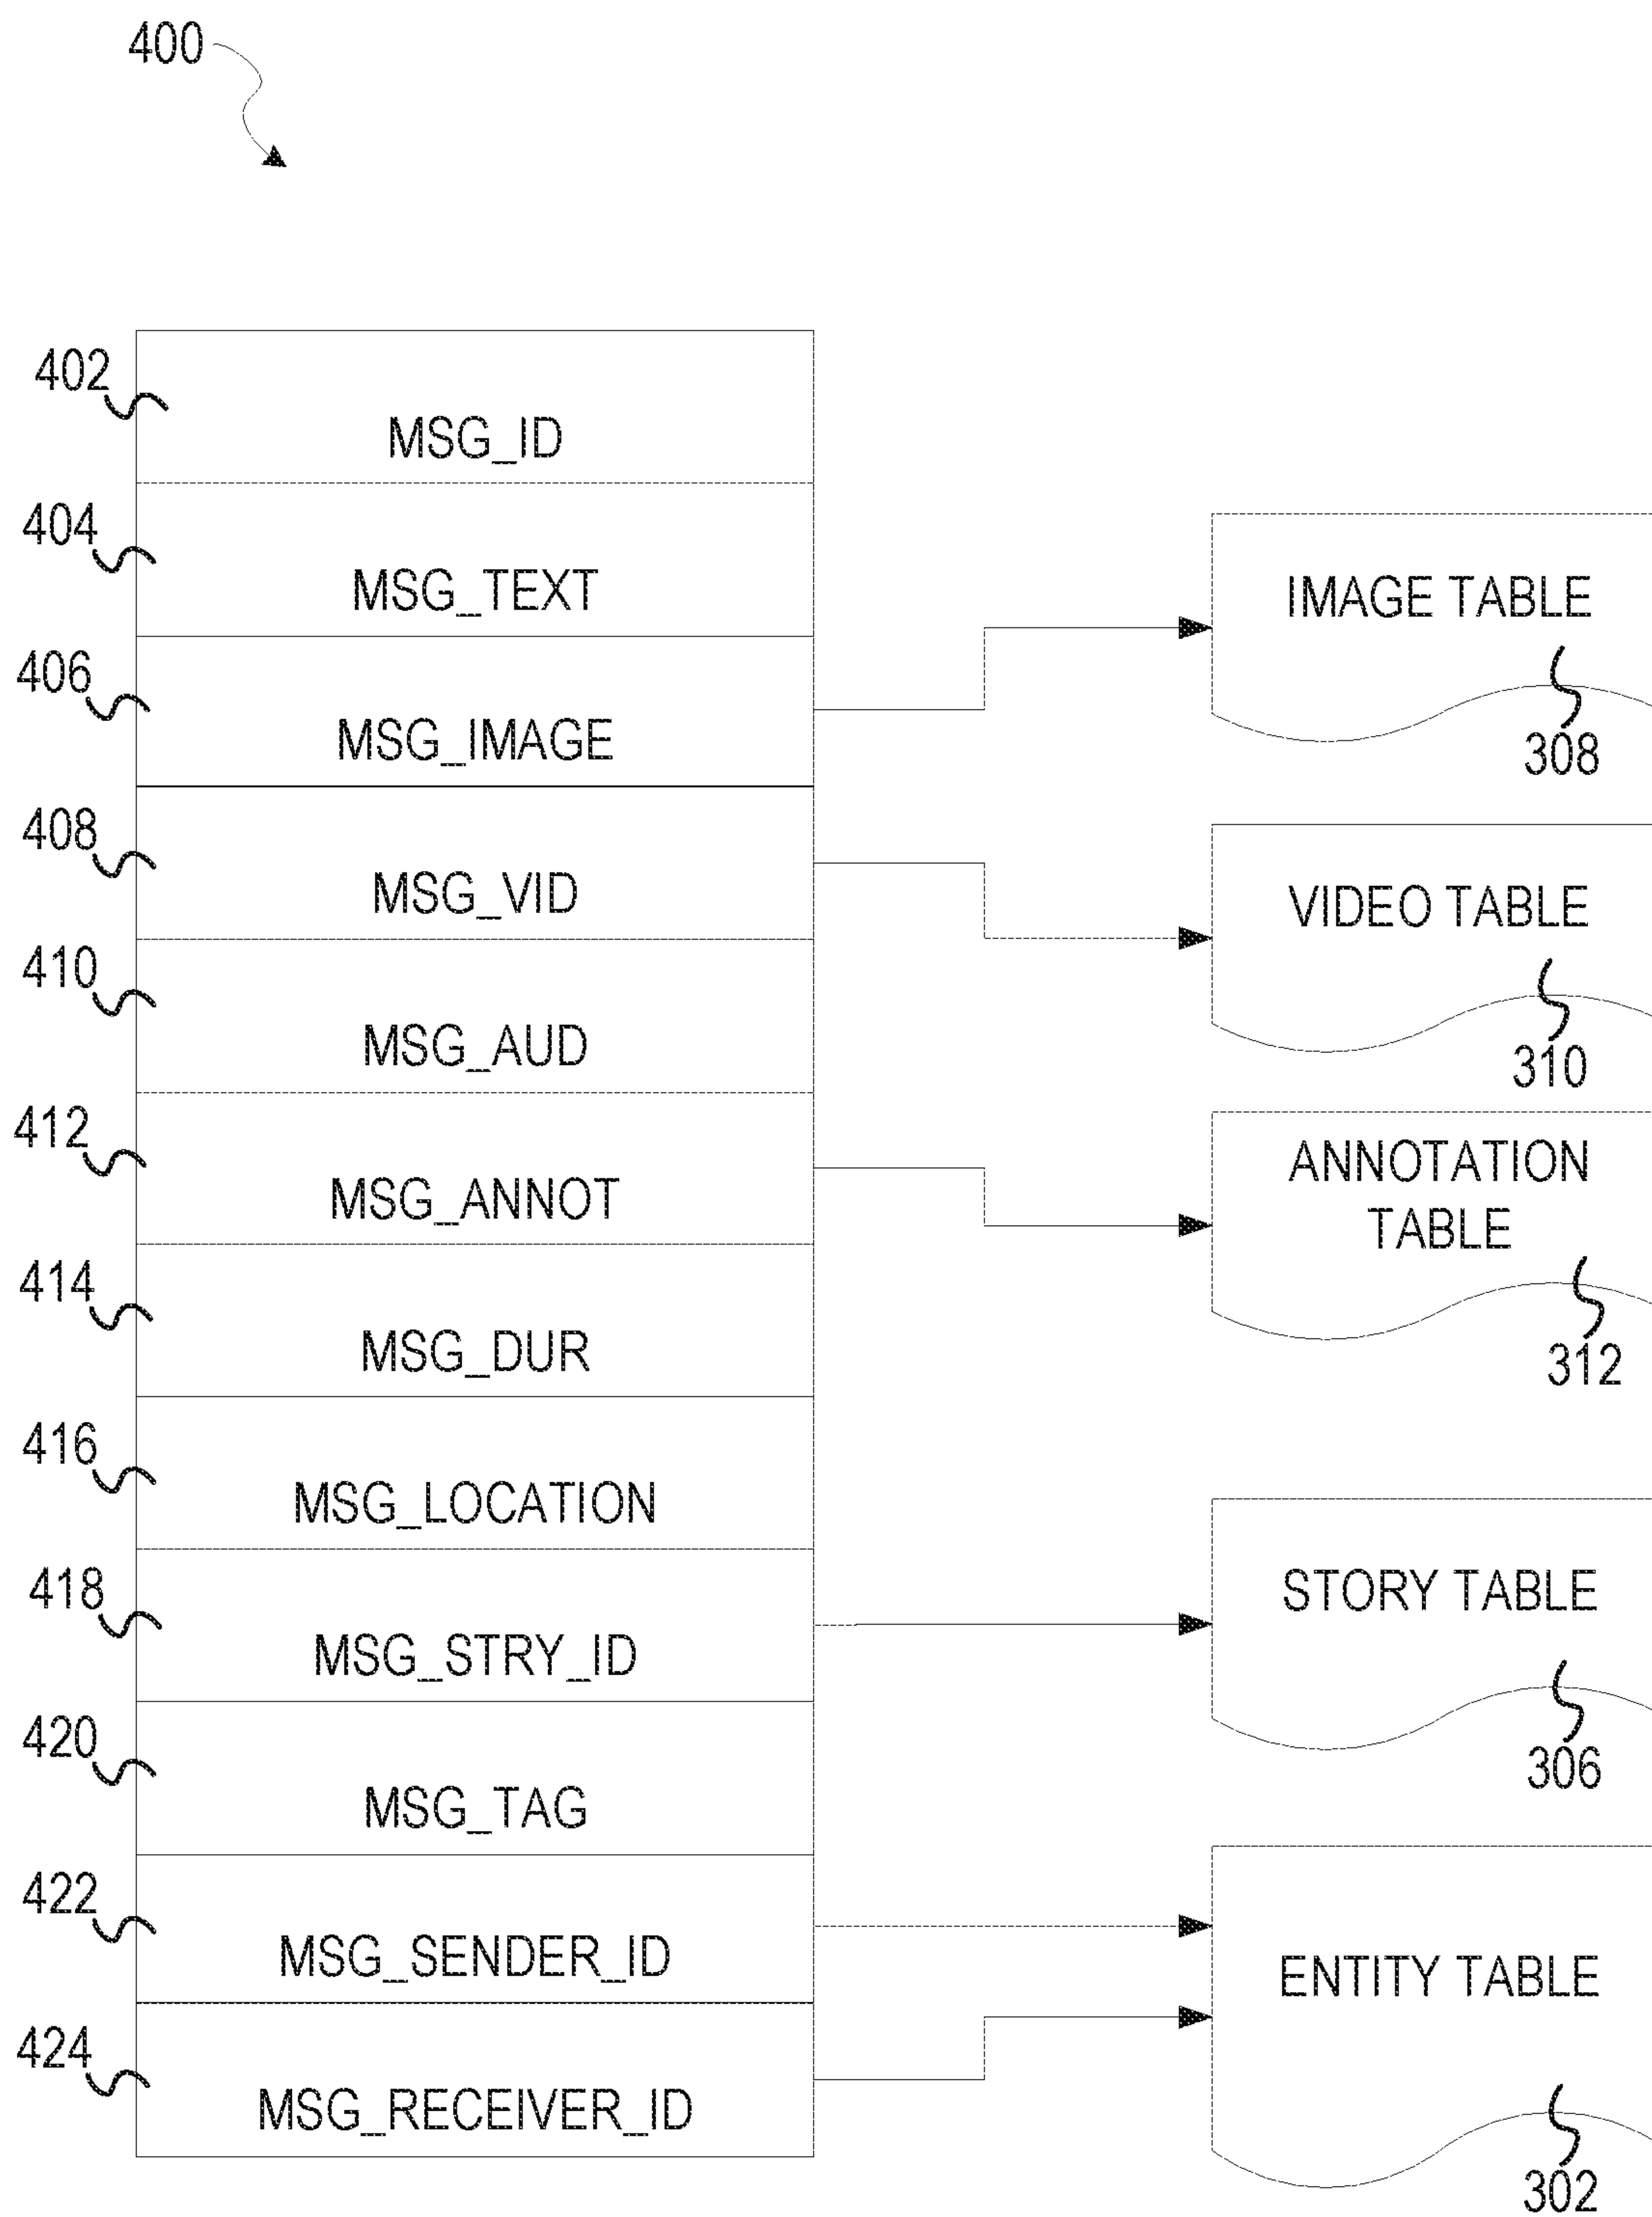 400
402
MSG_ID
404
MSG_TEXT
406
MSG_IMAGE
408
MSG_VID
410
MSG_AUD
412
MSG_ANNOT
414
MSG_DUR
416
MSG_LOCATION
418
MSG_STRY_ID
420
MSG_TAG
422
MSG_SENDER_ID
424
MSG_RECEIVER_ID
IMAGE TABLE
308
VIDEO TABLE
310
ANNOTATION
TABLE
312
STORY TABLE
306
ENTITY TABLE
302